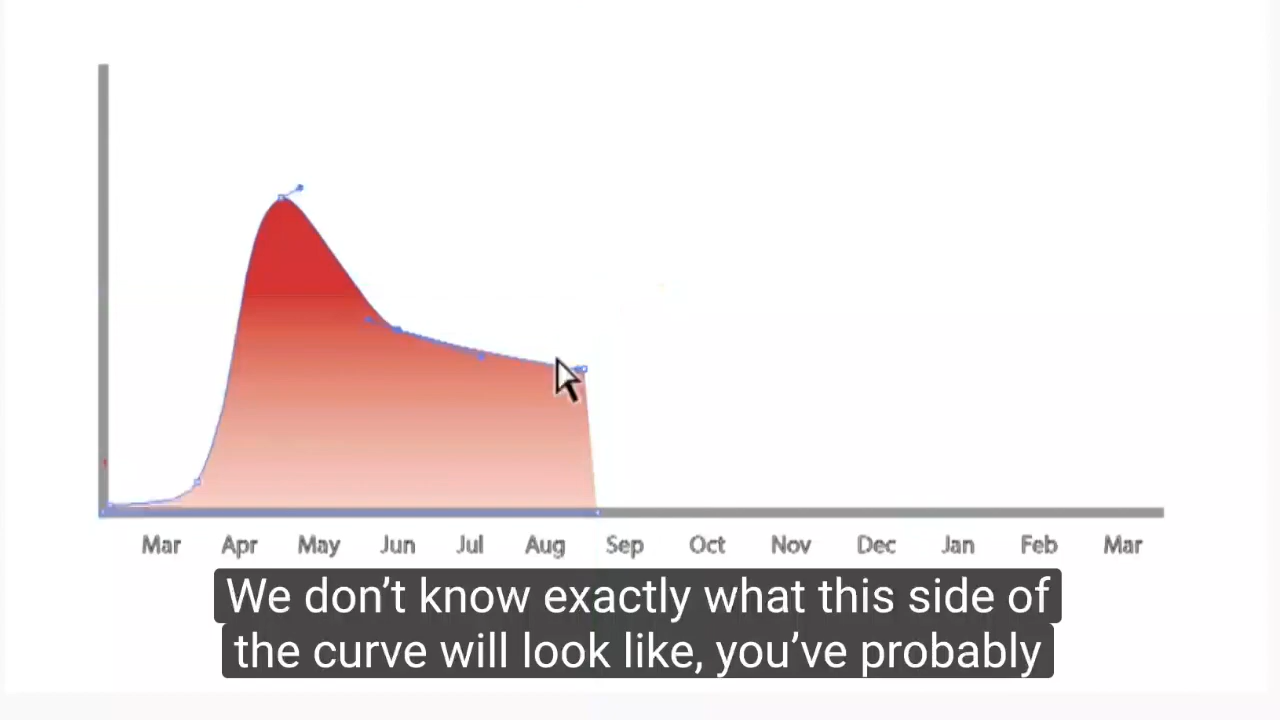 Mar Apr May Jun Jul Aug Sep Oct Nov Dec Jan Feb Mar
We don’t know exactly what this side of
the curve will look like, you’ve probably